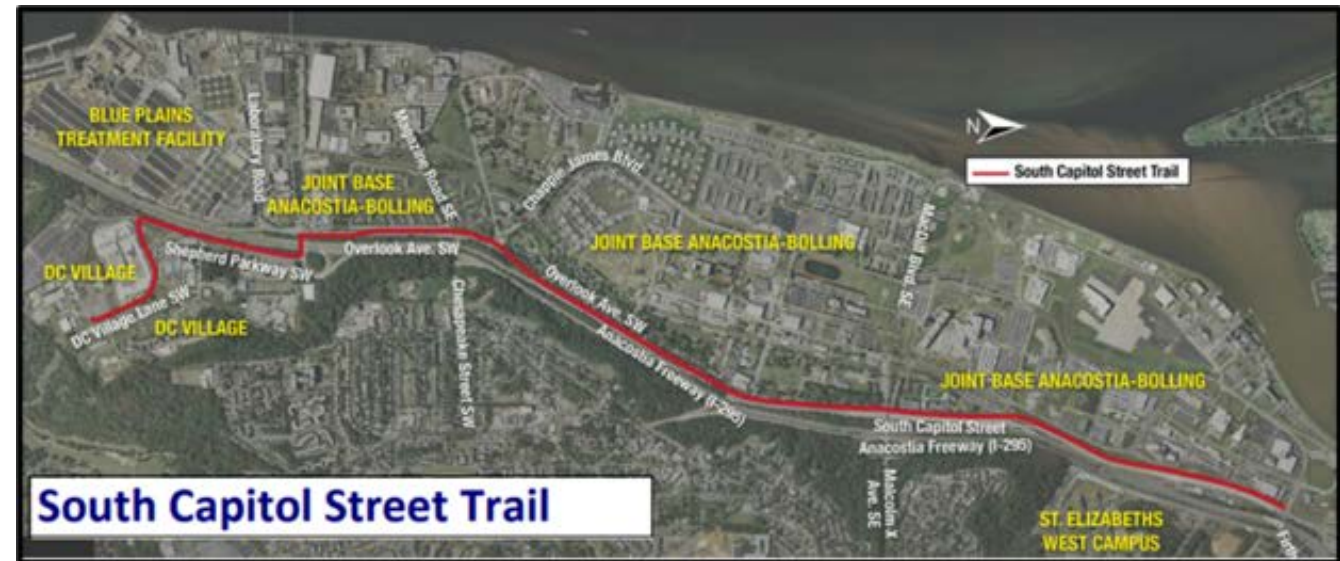 BLUE PLAINS
TREATMENT FACILITY
Laboratory Road
Magazine Road SE
JOINT BASE
ANACOSTIA-BOLLING
Chappie James Blvd.
N
South Capitol Street Trail
MacDill Blvd. SE
JOINT BASE ANACOSTIA-BOLLING
DC VILLAGE
Shepherd Parkway SW
Overlook Ave. SW
DC Village Lane SW
DC VILLAGE
Chesapeake Street SW
Overlook Ave. SW
Anacostia Freeway (I-295)
JOINT BASE ANACOSTIA-BOLLING
South Capitol Street
Anacostia Freeway (I-295)
Malcolm X
Ave. SE
ST. ELIZABETHS
WEST CAMPUS
Firth
South Capitol Street Trail